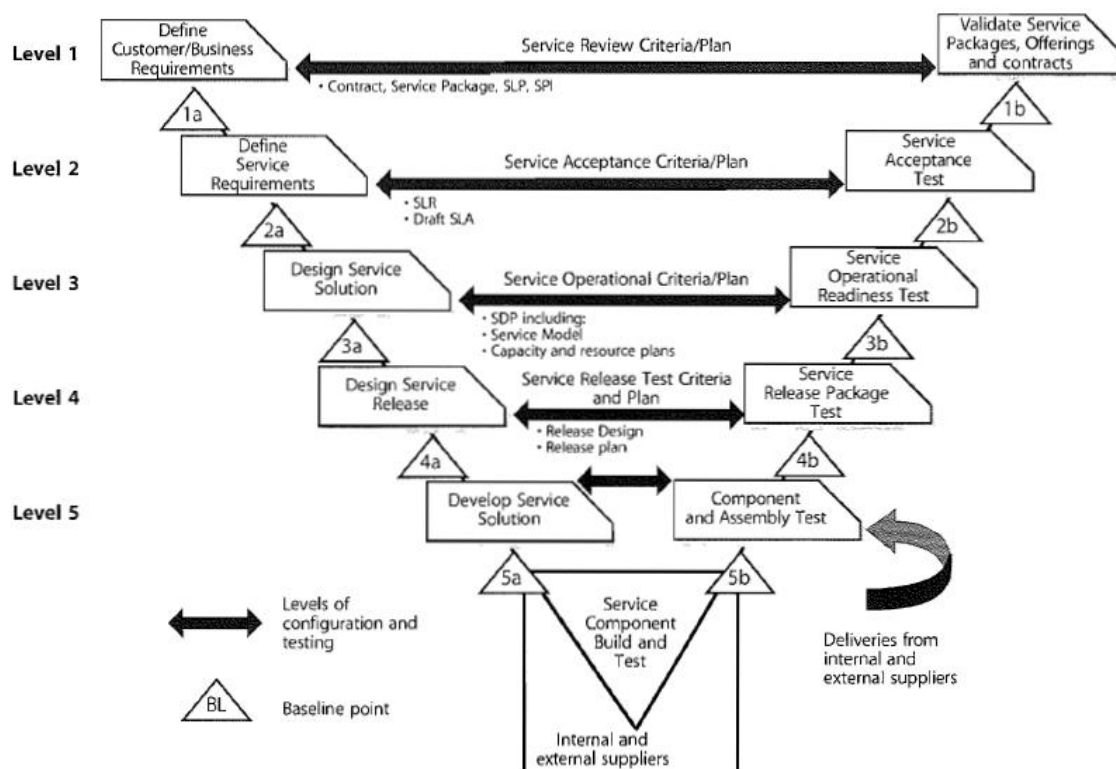 Level 1
Define
Customer/Business
Requirements
Service Review Criteria/Plan
• Contract, Service Package, SLP, SPI
Validate Service
Packages, Offerings
and contracts
1a
1b
Level 2
Define
Service
Requirements
Service Acceptance Criteria/Plan
• SLR
• Draft SLA
Service
Acceptance
Test
2a
2b
Level 3
Design Service
Solution
Service Operational Criteria/Plan
• SDP including:
• Service Model
• Capacity and resource plans
Service
Operational
Readiness Test
3a
3b
Level 4
Design Service
Release
Service Release Test Criteria
and Plan
• Release Design
• Release plan
Service
Release Package
Test
4a
4b
Level 5
Develop Service
Solution
Component
and Assembly Test
5a
5b
Service
Component
Build and
Test
Internal and
external suppliers
Deliveries from
internal and
external suppliers
Levels of
configuration and
testing
BL
Baseline point